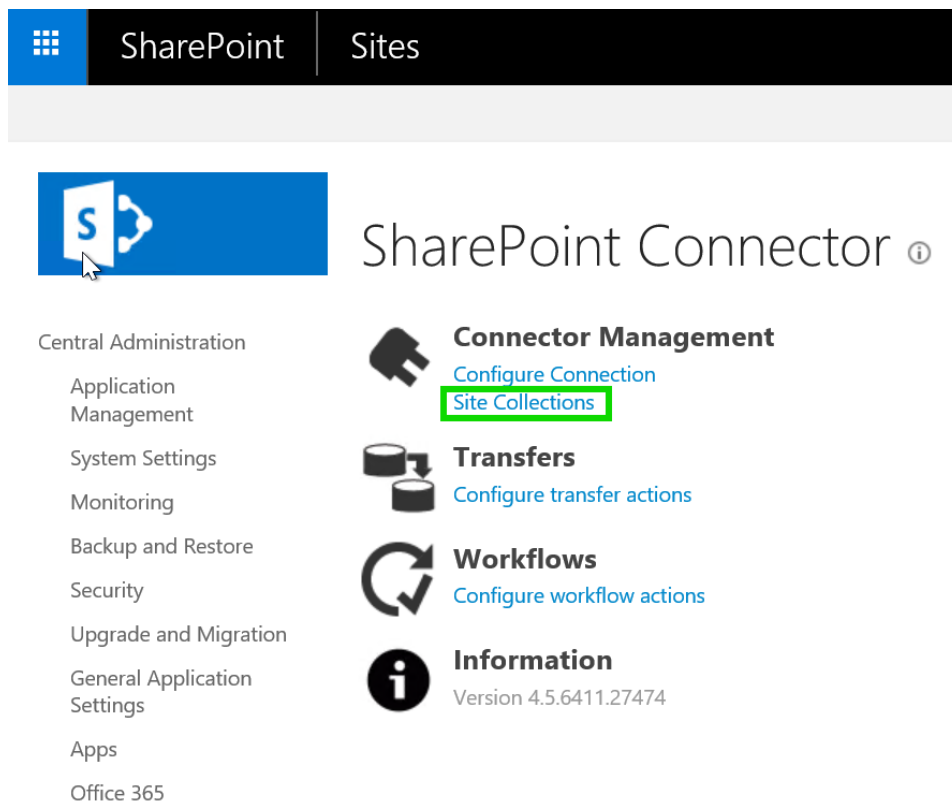 SharePoint
Sites
S
SharePoint Connector
Central Administration
Application
Management
System Settings
Monitoring
Backup and Restore
Security
Upgrade and Migration
General Application
Settings
Apps
Office 365
Connector Management
Configure Connection
Site Collections
Transfers
Configure transfer actions
Workflows
Configure workflow actions
Information
Version 4.5.6411.27474